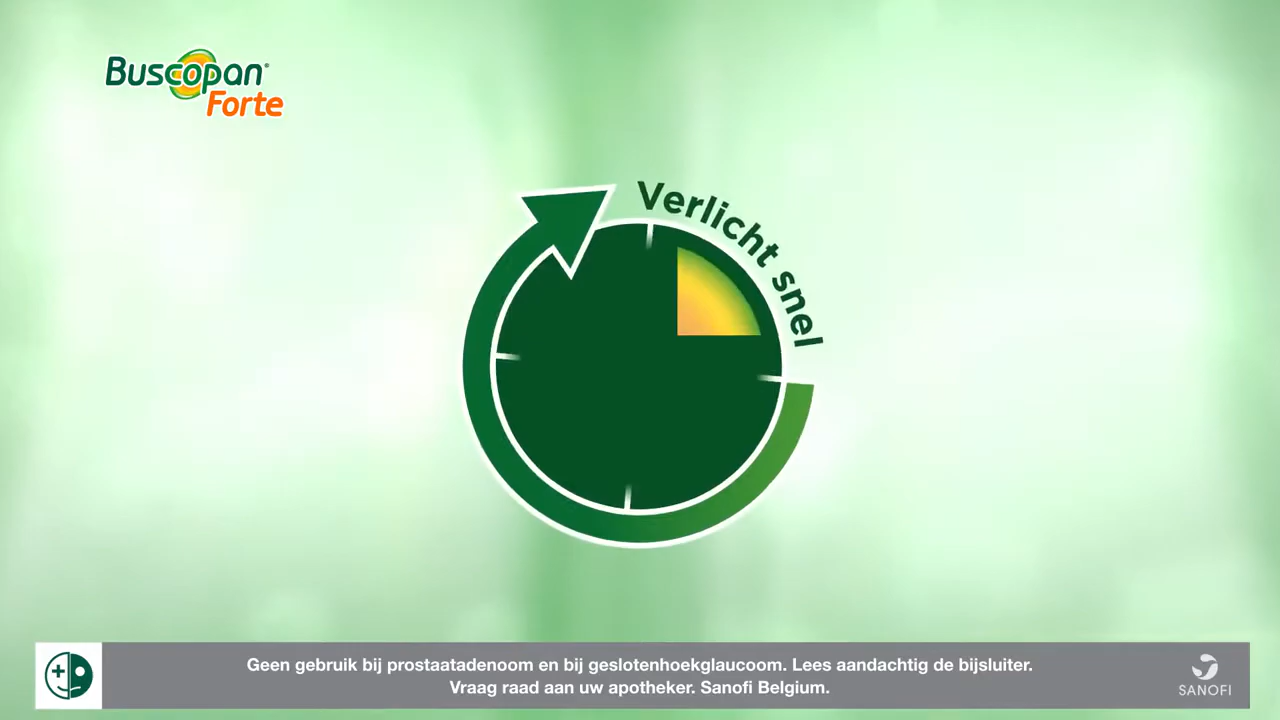 Buscopan®
Forte
Verlicht snel
Geen gebruik bij prostaatadenoom en bij geslotenhoekglaucoom. Lees aandachtig de bijsluiter.
Vraag raad aan uw apotheker. Sanofi Belgium.
SANOFI